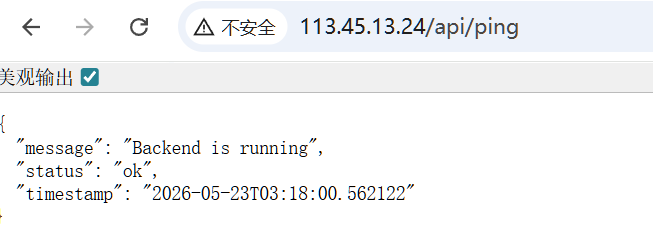 不安全 113.45.13.24/api/ping
美观输出
{
"message": "Backend is running",
"status": "ok",
"timestamp": "2026-05-23T03:18:00.562122"
}